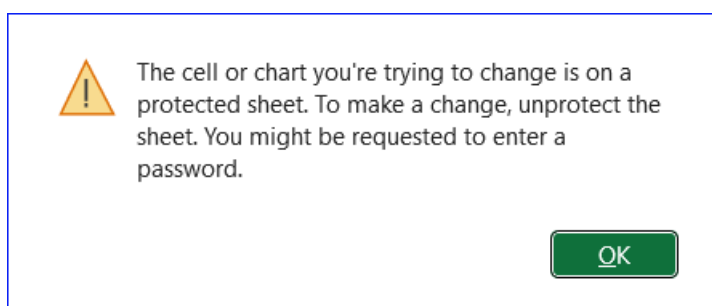 The cell or chart you're trying to change is on a
protected sheet. To make a change, unprotect the
sheet. You might be requested to enter a
password.
OK